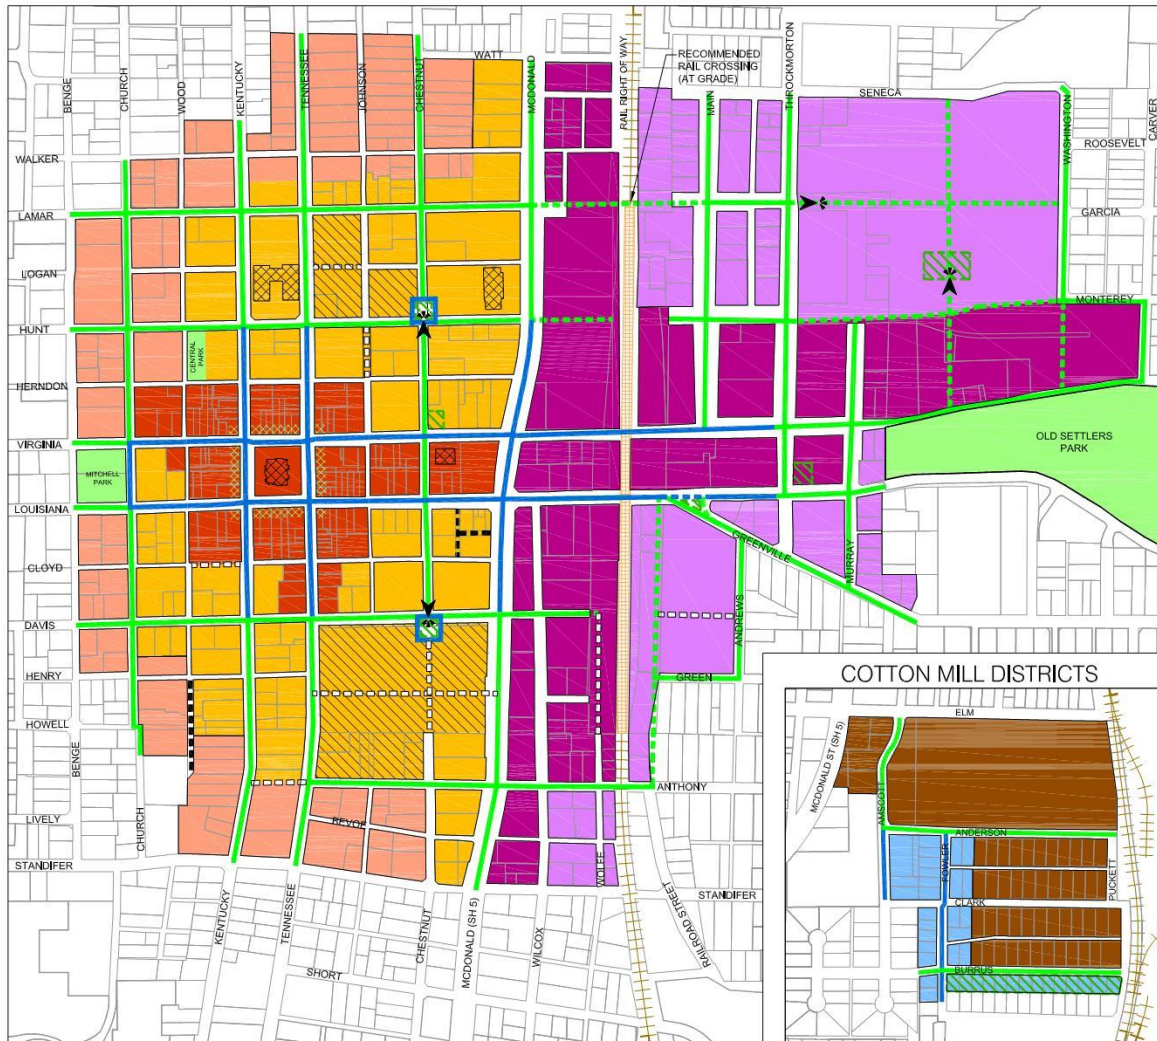 WATT
RECOMMENDED
RAIL CROSSING
(AT GRADE)
BENGE
CHURCH
WOOD
KENTUCKY
TENNESSEE
JOHNSON
CHESTNUT
MCDONALD
RAIL RIGHT OF WAY
MAIN
THROCKMORTON
SENECA
WASHINGTON
CARVER
ROOSEVELT
WALKER
LAMAR
GARCIA
LOGAN
MONTEREY
HUNT
CENTRAL
PARK
HERNDON
VIRGINIA
OLD SETTLERS
PARK
MITCHELL
PARK
LOUISIANA
GREENVILLE
CLOYD
MURRAY
ANDREWS
DAVIS
HENRY
GREEN
HOWELL
BENGE
CHURCH
ANTHONY
LIVELY
BEVOE
STANDIFER
WOLFE
STANDIFER
KENTUCKY
TENNESSEE
CHESTNUT
MCDONALD (SH 5)
WILCOX
RAILROAD STREET
SHORT
COTTON MILL DISTRICTS
ELM
MCDONALD ST (SH 5)
AMSCOTT
ANDERSON
FOWLER
PUCKETT
CLARK
BURRUS